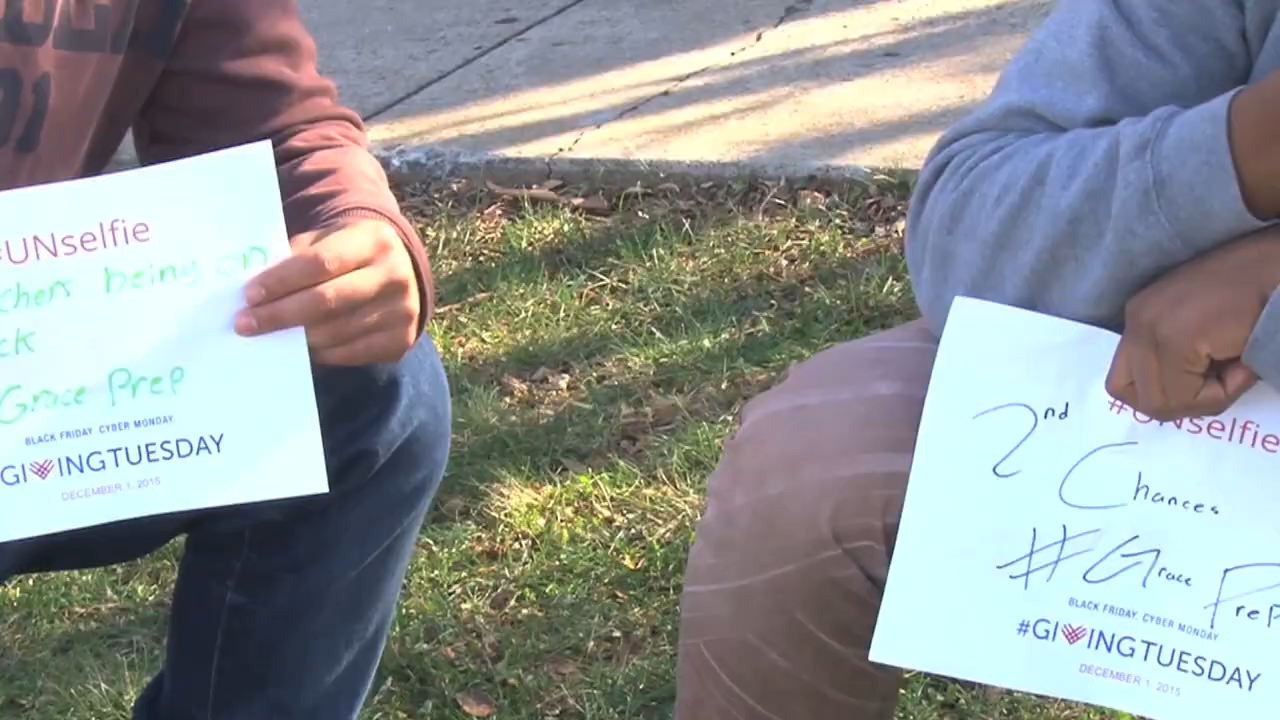 91
#UNselfie
being on
Grace Prep
BLACK FRIDAY. CYBER MONDAY.
GIVINGTUESDAY
DECEMBER 1, 2015
#UNselfie
2nd
Chances
#Grace Prep
BLACK FRIDAY. CYBER MONDAY
#GIVINGTUESDAY
DECEMBER 1, 2015